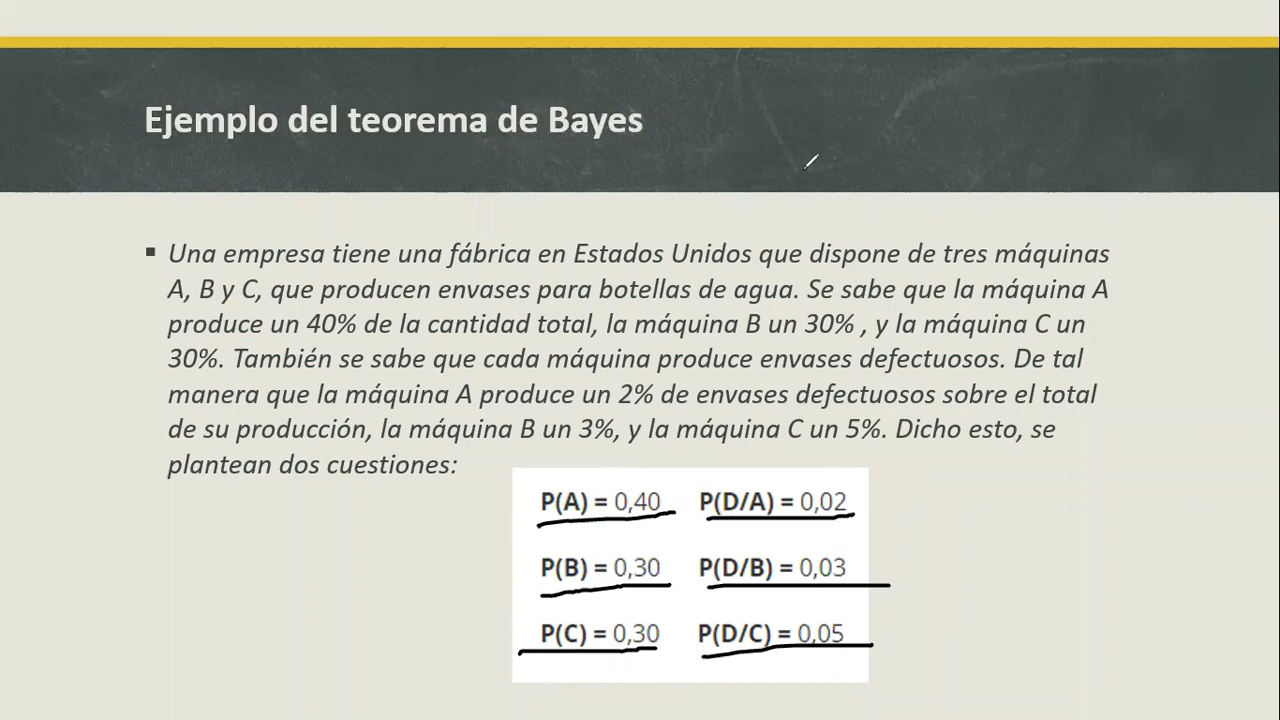 Ejemplo del teorema de Bayes
▪ Una empresa tiene una fábrica en Estados Unidos que dispone de tres máquinas
A, B y C, que producen envases para botellas de agua. Se sabe que la máquina A
produce un 40% de la cantidad total, la máquina B un 30% , y la máquina C un
30%. También se sabe que cada máquina produce envases defectuosos. De tal
manera que la máquina A produce un 2% de envases defectuosos sobre el total
de su producción, la máquina B un 3%, y la máquina C un 5%. Dicho esto, se
plantean dos cuestiones:
P(A) = 0,40 P(D/A) = 0,02
P(B) = 0,30 P(D/B) = 0,03
P(C) = 0,30 P(D/C) = 0,05